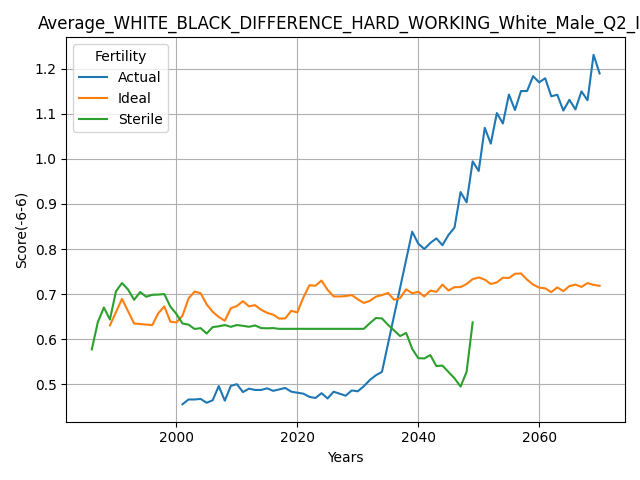 Average_WHITE_BLACK_DIFFERENCE_HARD_WORKING_White_Male_Q2_I
Fertility
Actual
Ideal
Sterile
1.2
1.1
1.0
0.9
0.8
0.7
0.6
0.5
Score(-6-6)
2000 2020 2040 2060
Years